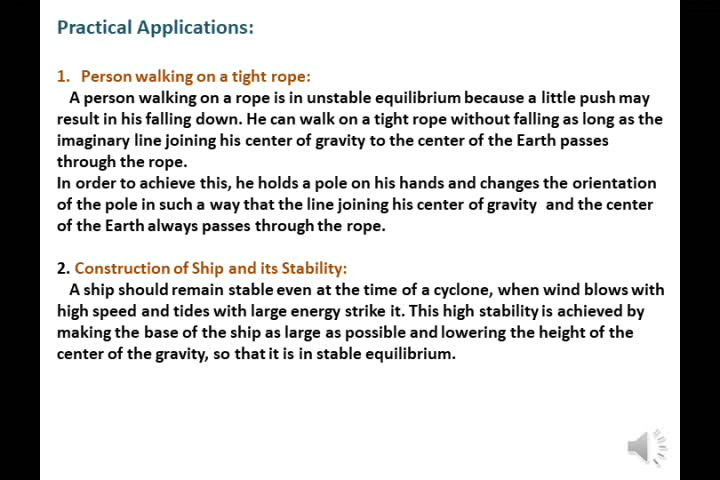 Practical Applications:
1. Person walking on a tight rope:
A person walking on a rope is in unstable equilibrium because a little push may
result in his falling down. He can walk on a tight rope without falling as long as the
imaginary line joining his center of gravity to the center of the Earth passes
through the rope.
In order to achieve this, he holds a pole on his hands and changes the orientation
of the pole in such a way that the line joining his center of gravity and the center
of the Earth always passes through the rope.
2. Construction of Ship and its Stability:
A ship should remain stable even at the time of a cyclone, when wind blows with
high speed and tides with large energy strike it. This high stability is achieved by
making the base of the ship as large as possible and lowering the height of the
center of the gravity, so that it is in stable equilibrium.